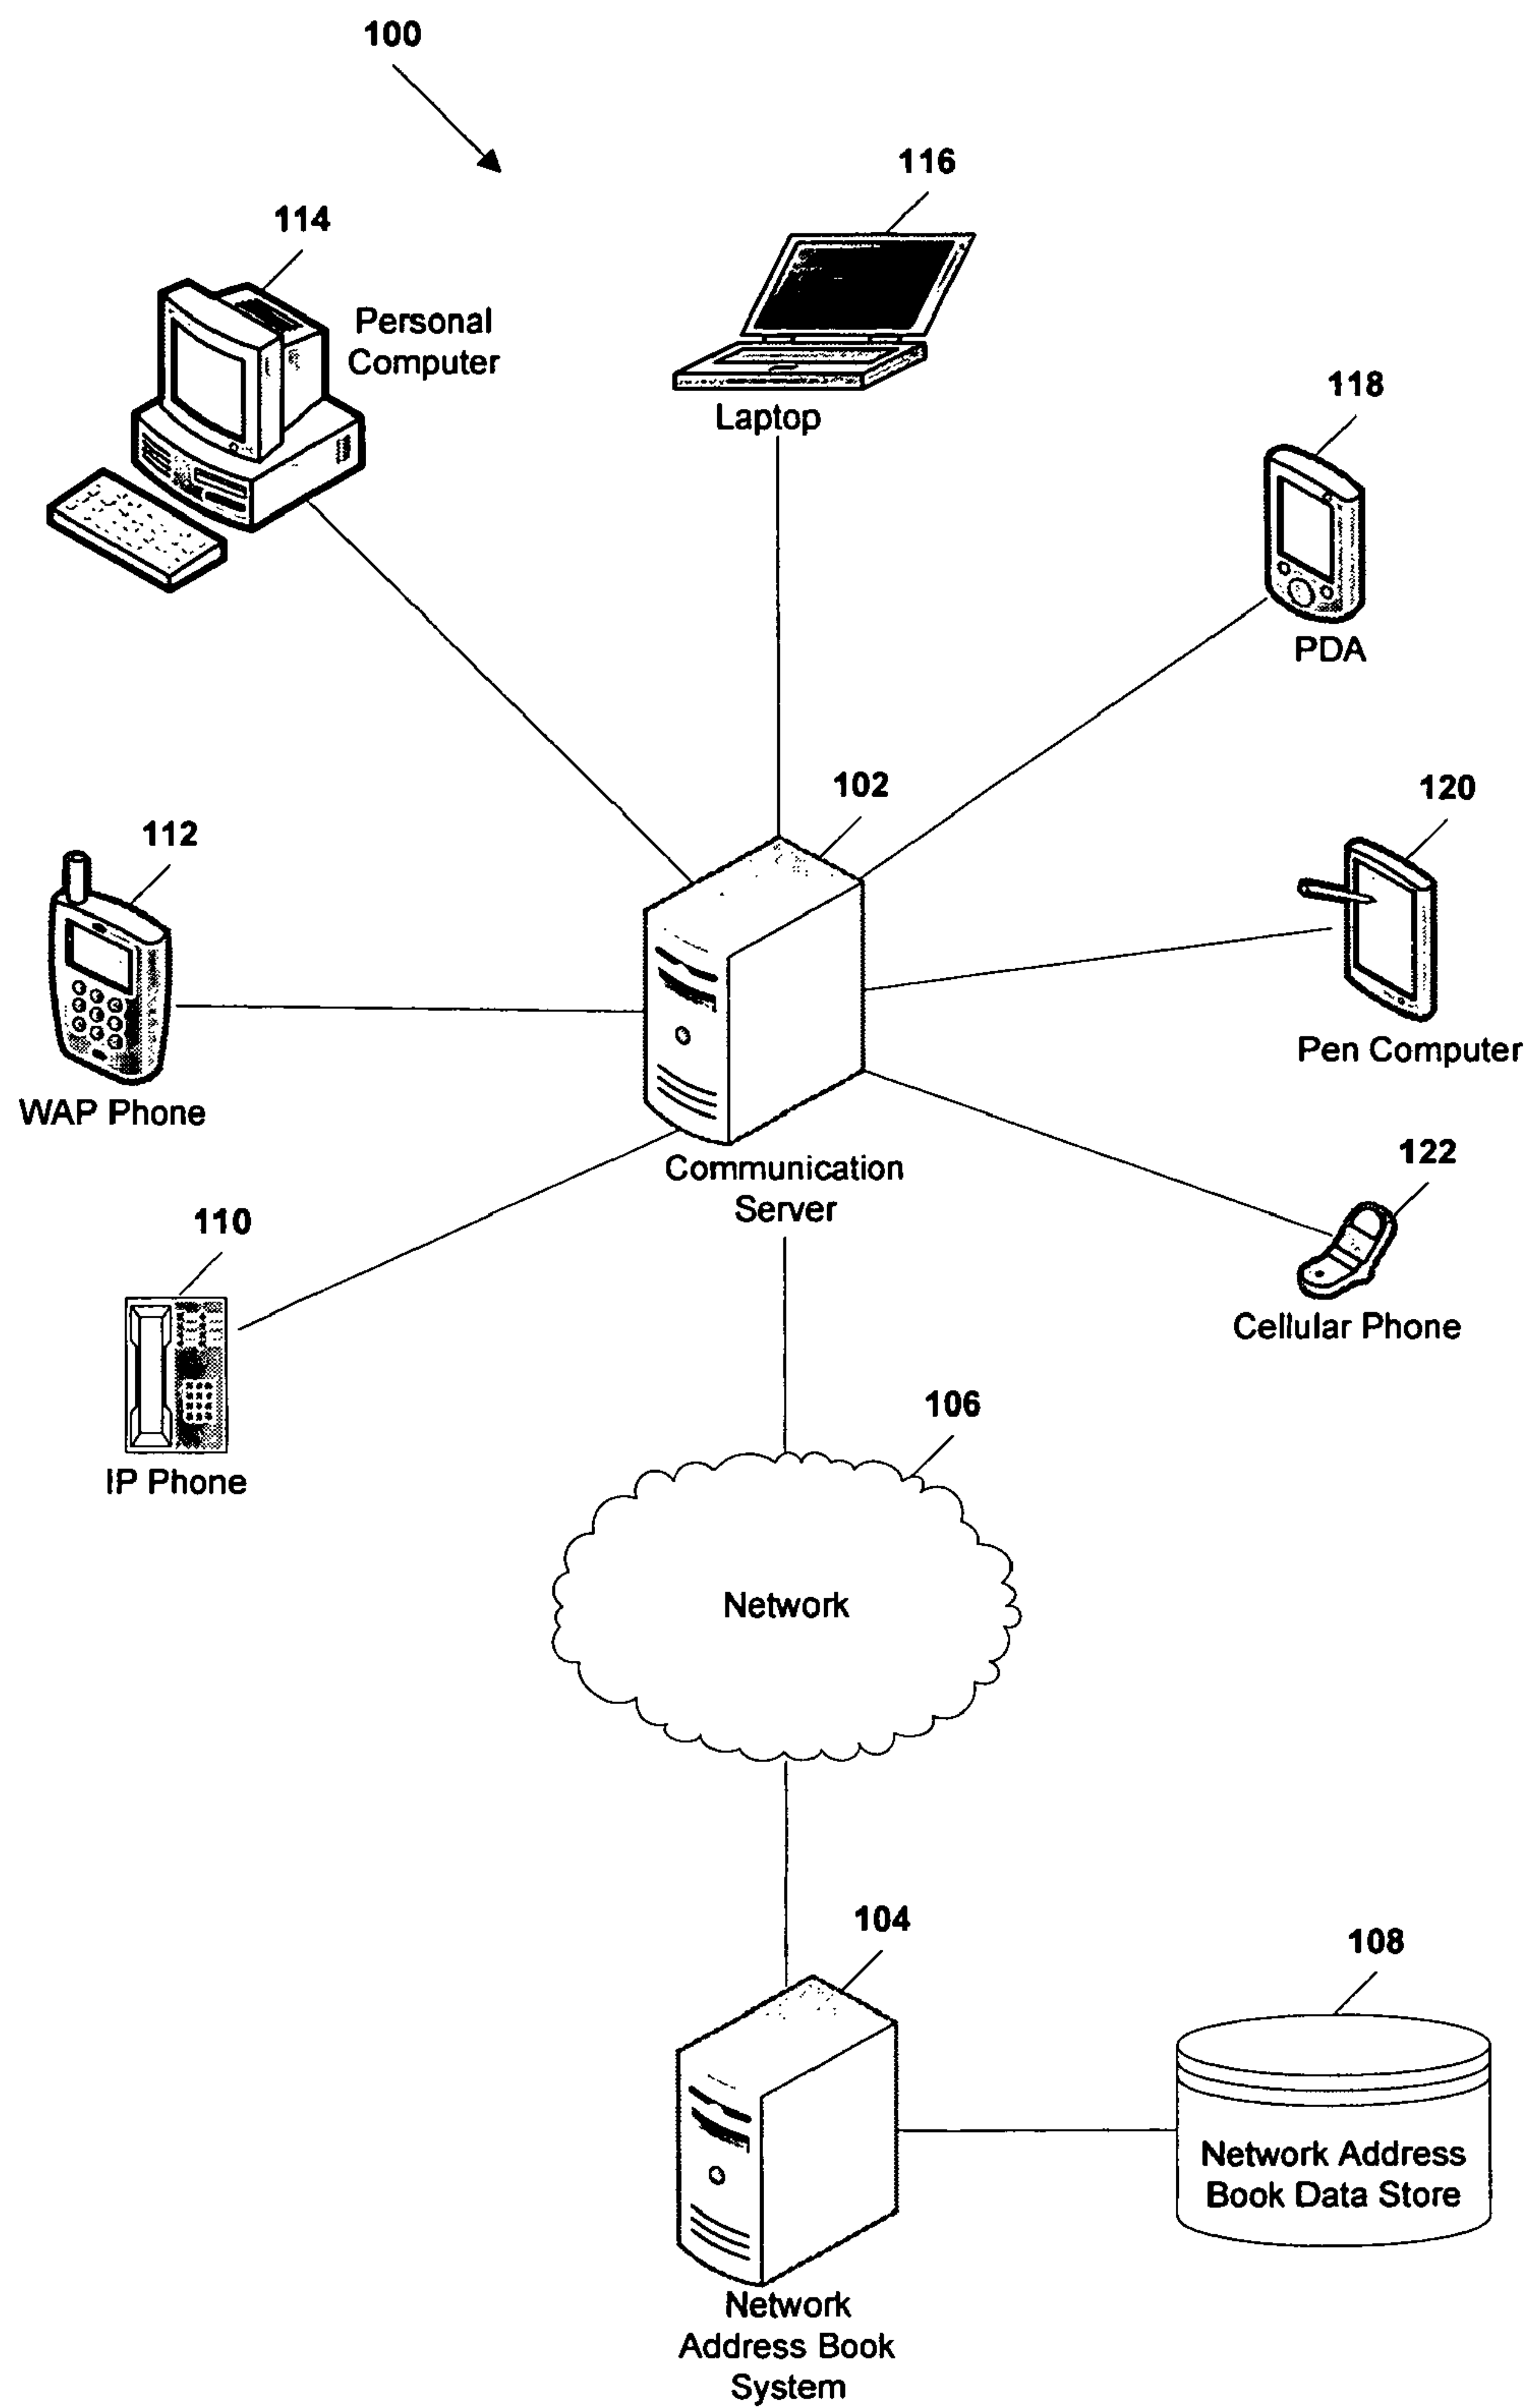 100
116
114
Personal
Computer
Laptop
118
PDA
102
120
112
Pen Computer
WAP Phone
Communication
Server
122
110
Cellular Phone
106
IP Phone
Network
104
108
Network Address
Book Data Store
Network
Address Book
System